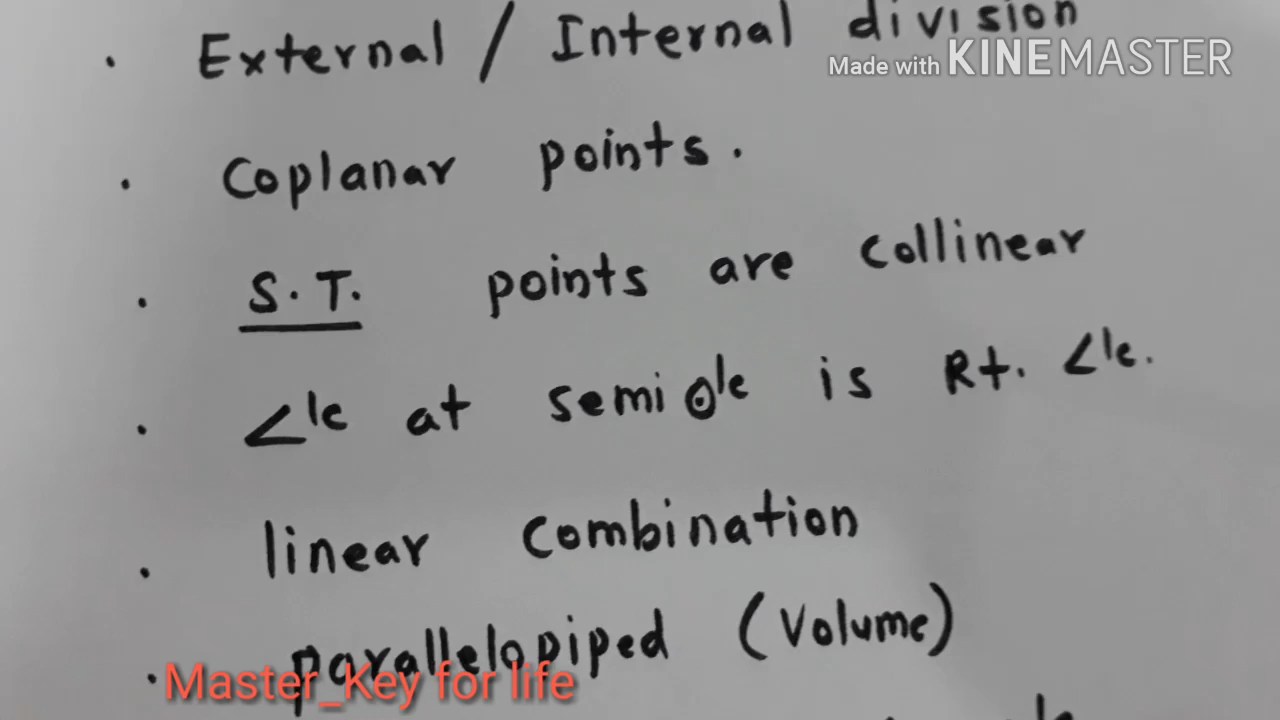 · External / Internal division
Made with KINEMASTER
· Coplanar points.
· S.T. points are collinear
· ∠le at semi ⊙le is Rt. ∠le.
· linear combination
· parallelopiped (Volume)
Master_Key for life